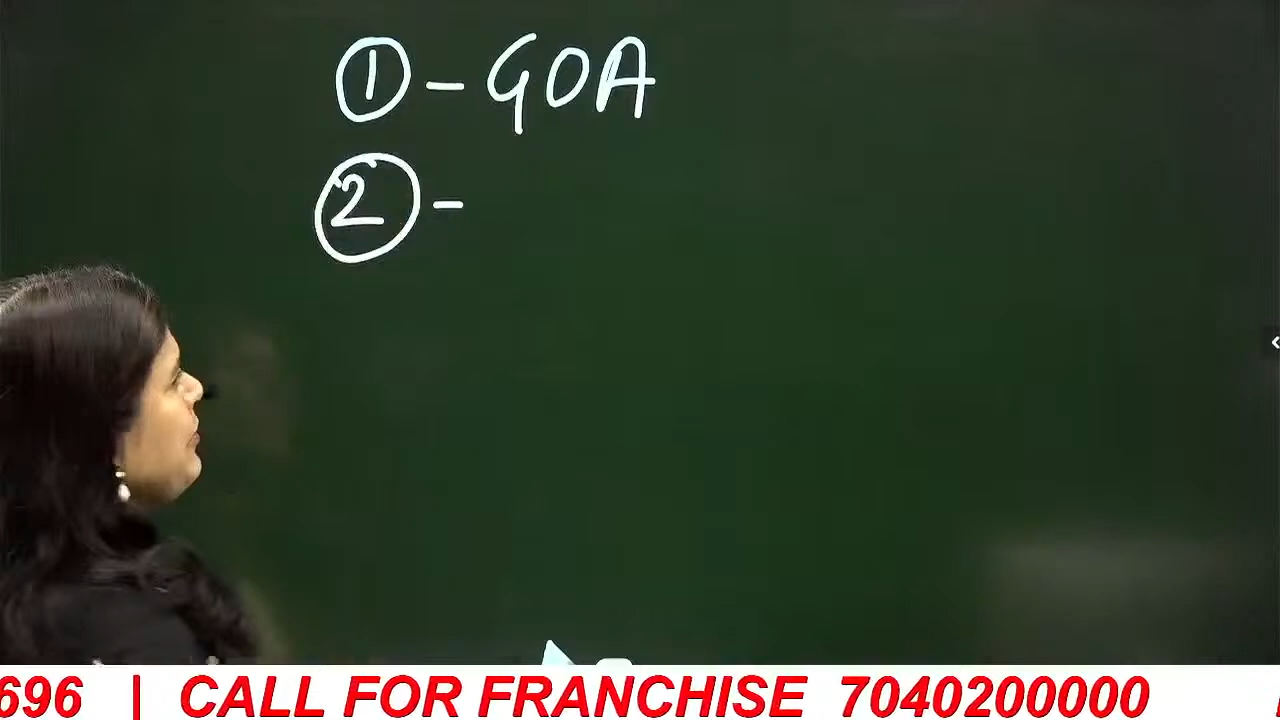 ① - GOA
② -
696 | CALL FOR FRANCHISE 7040200000